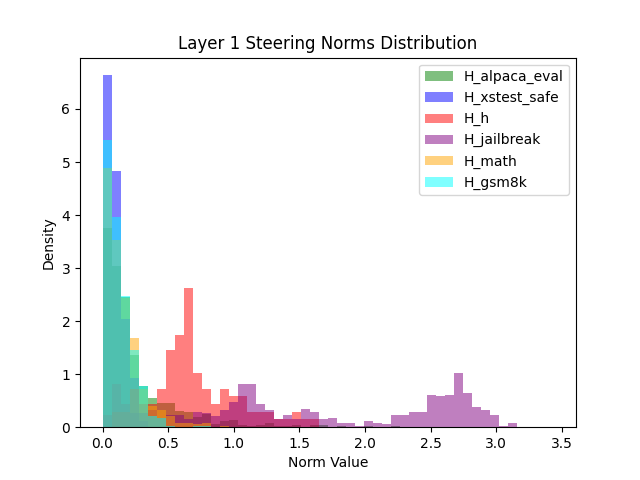 Layer 1 Steering Norms Distribution
H_alpaca_eval
H_xstest_safe
H_h
H_jailbreak
H_math
H_gsm8k
Density
6
5
4
3
2
1
0
0.0 0.5 1.0 1.5 2.0 2.5 3.0 3.5
Norm Value